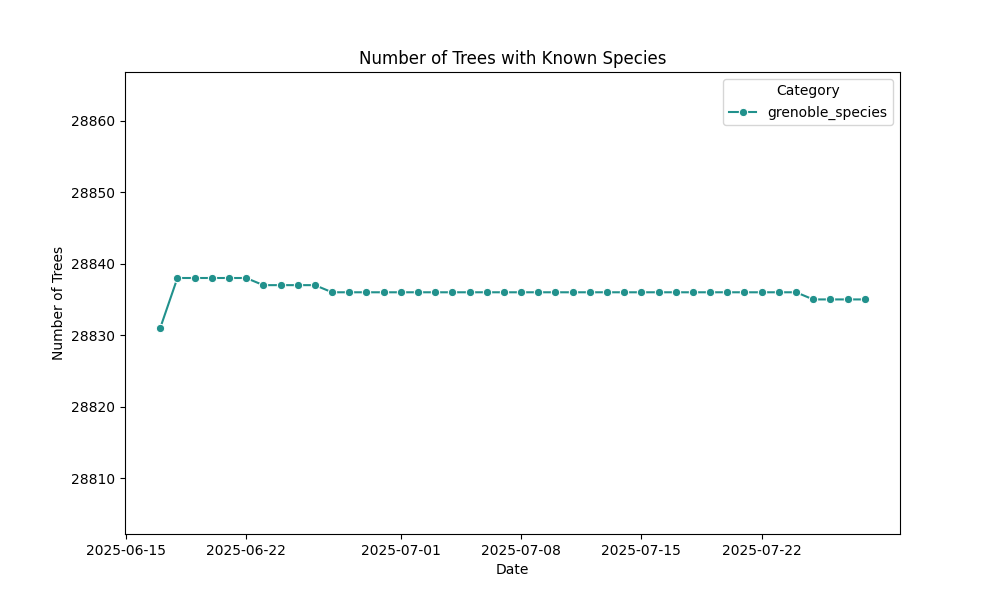 Number of Trees with Known Species
Category
grenoble_species
Number of Trees
28860
28850
28840
28830
28820
28810
2025-06-15 2025-06-22 2025-07-01 2025-07-08 2025-07-15 2025-07-22
Date